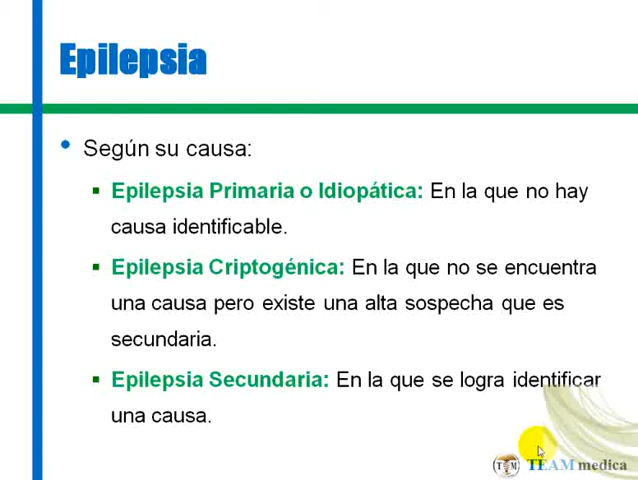 Epilepsia
• Según su causa:
▪ Epilepsia Primaria o Idiopática: En la que no hay
causa identificable.
▪ Epilepsia Criptogénica: En la que no se encuentra
una causa pero existe una alta sospecha que es
secundaria.
▪ Epilepsia Secundaria: En la que se logra identificar
una causa.
TM TEAM medica